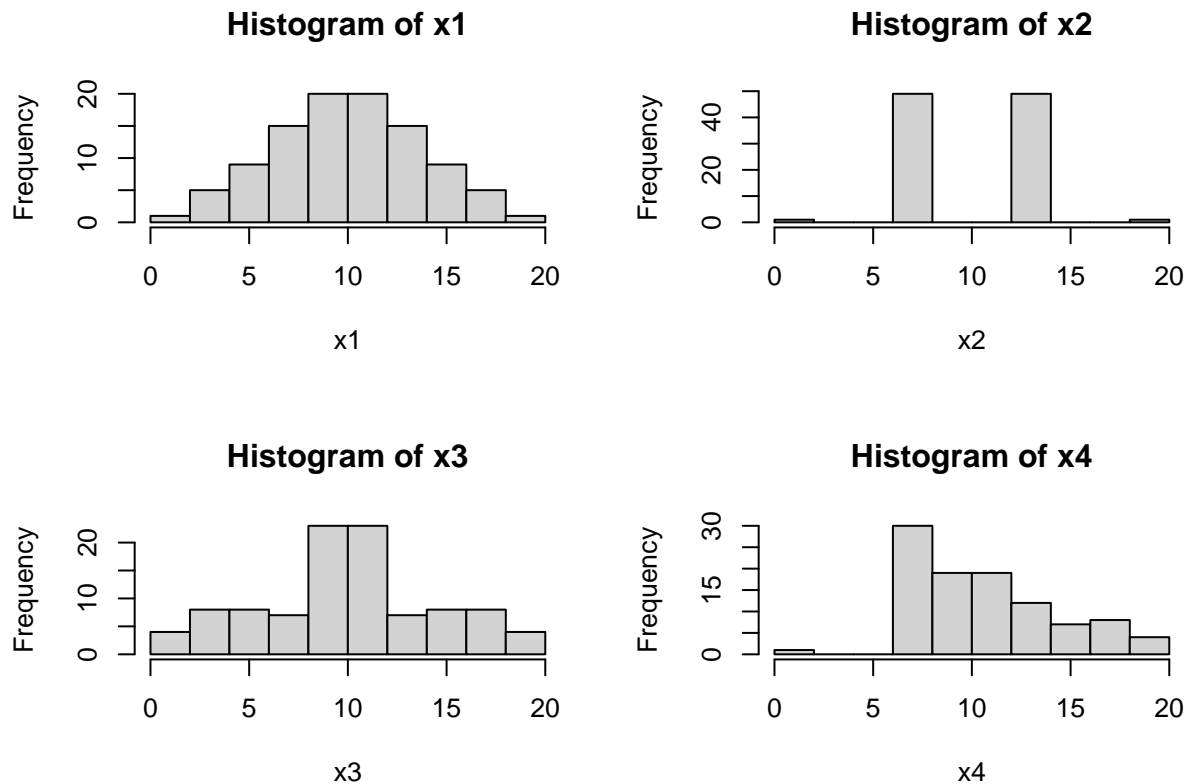 Histogram of x1
Frequency
0 10 20
0 5 10 15 20
x1
Histogram of x2
Frequency
0 20 40
0 5 10 15 20
x2
Histogram of x3
Frequency
0 10 20
0 5 10 15 20
x3
Histogram of x4
Frequency
0 15 30
0 5 10 15 20
x4